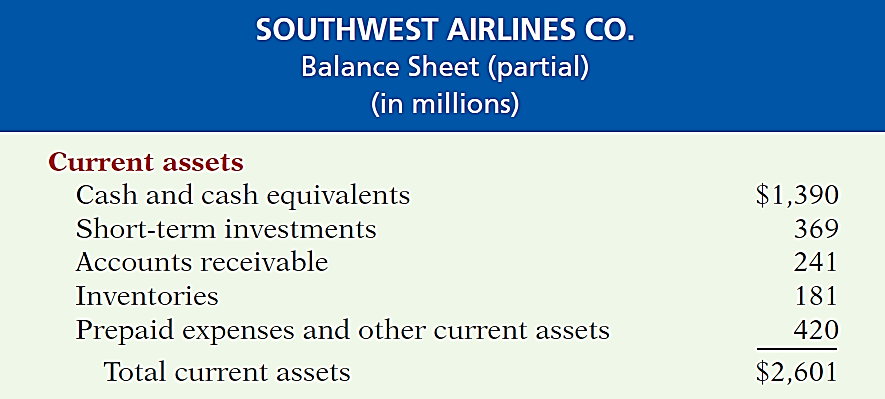 SOUTHWEST AIRLINES CO.
Balance Sheet (partial)
(in millions)
Current assets
Cash and cash equivalents $1,390
Short-term investments 369
Accounts receivable 241
Inventories 181
Prepaid expenses and other current assets 420
Total current assets $2,601